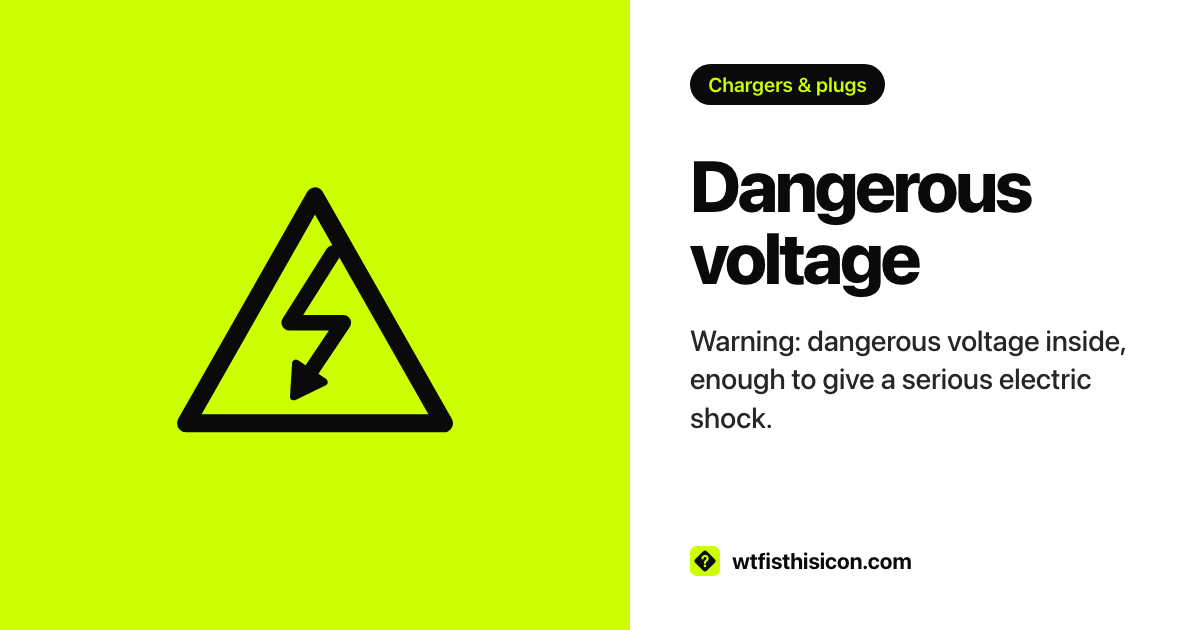 Chargers & plugs
Dangerous
voltage
Warning: dangerous voltage inside,
enough to give a serious electric
shock.
?
wtfisthisicon.com